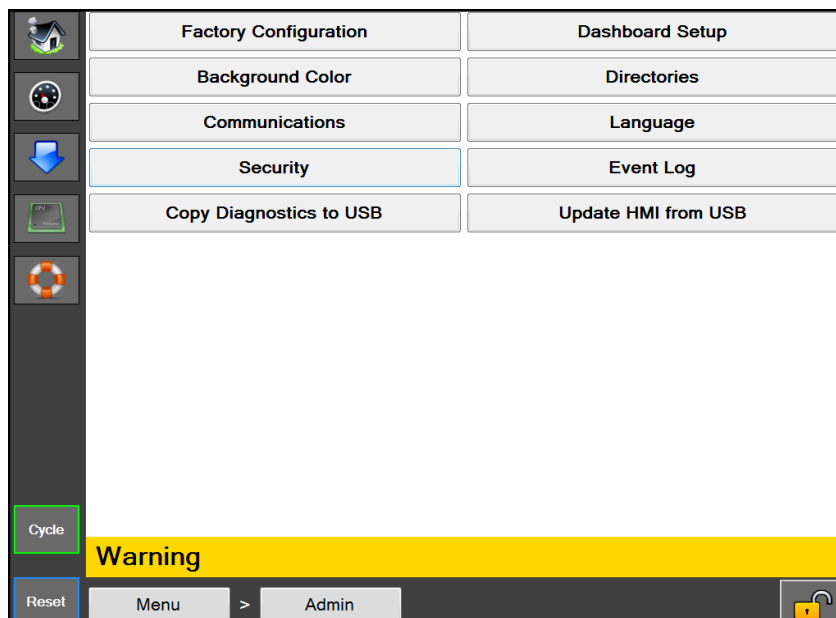 Factory Configuration Dashboard Setup
Background Color Directories
Communications Language
Security Event Log
CPU
Copy Diagnostics to USB Update HMI from USB
Cycle
Warning
Reset Menu > Admin